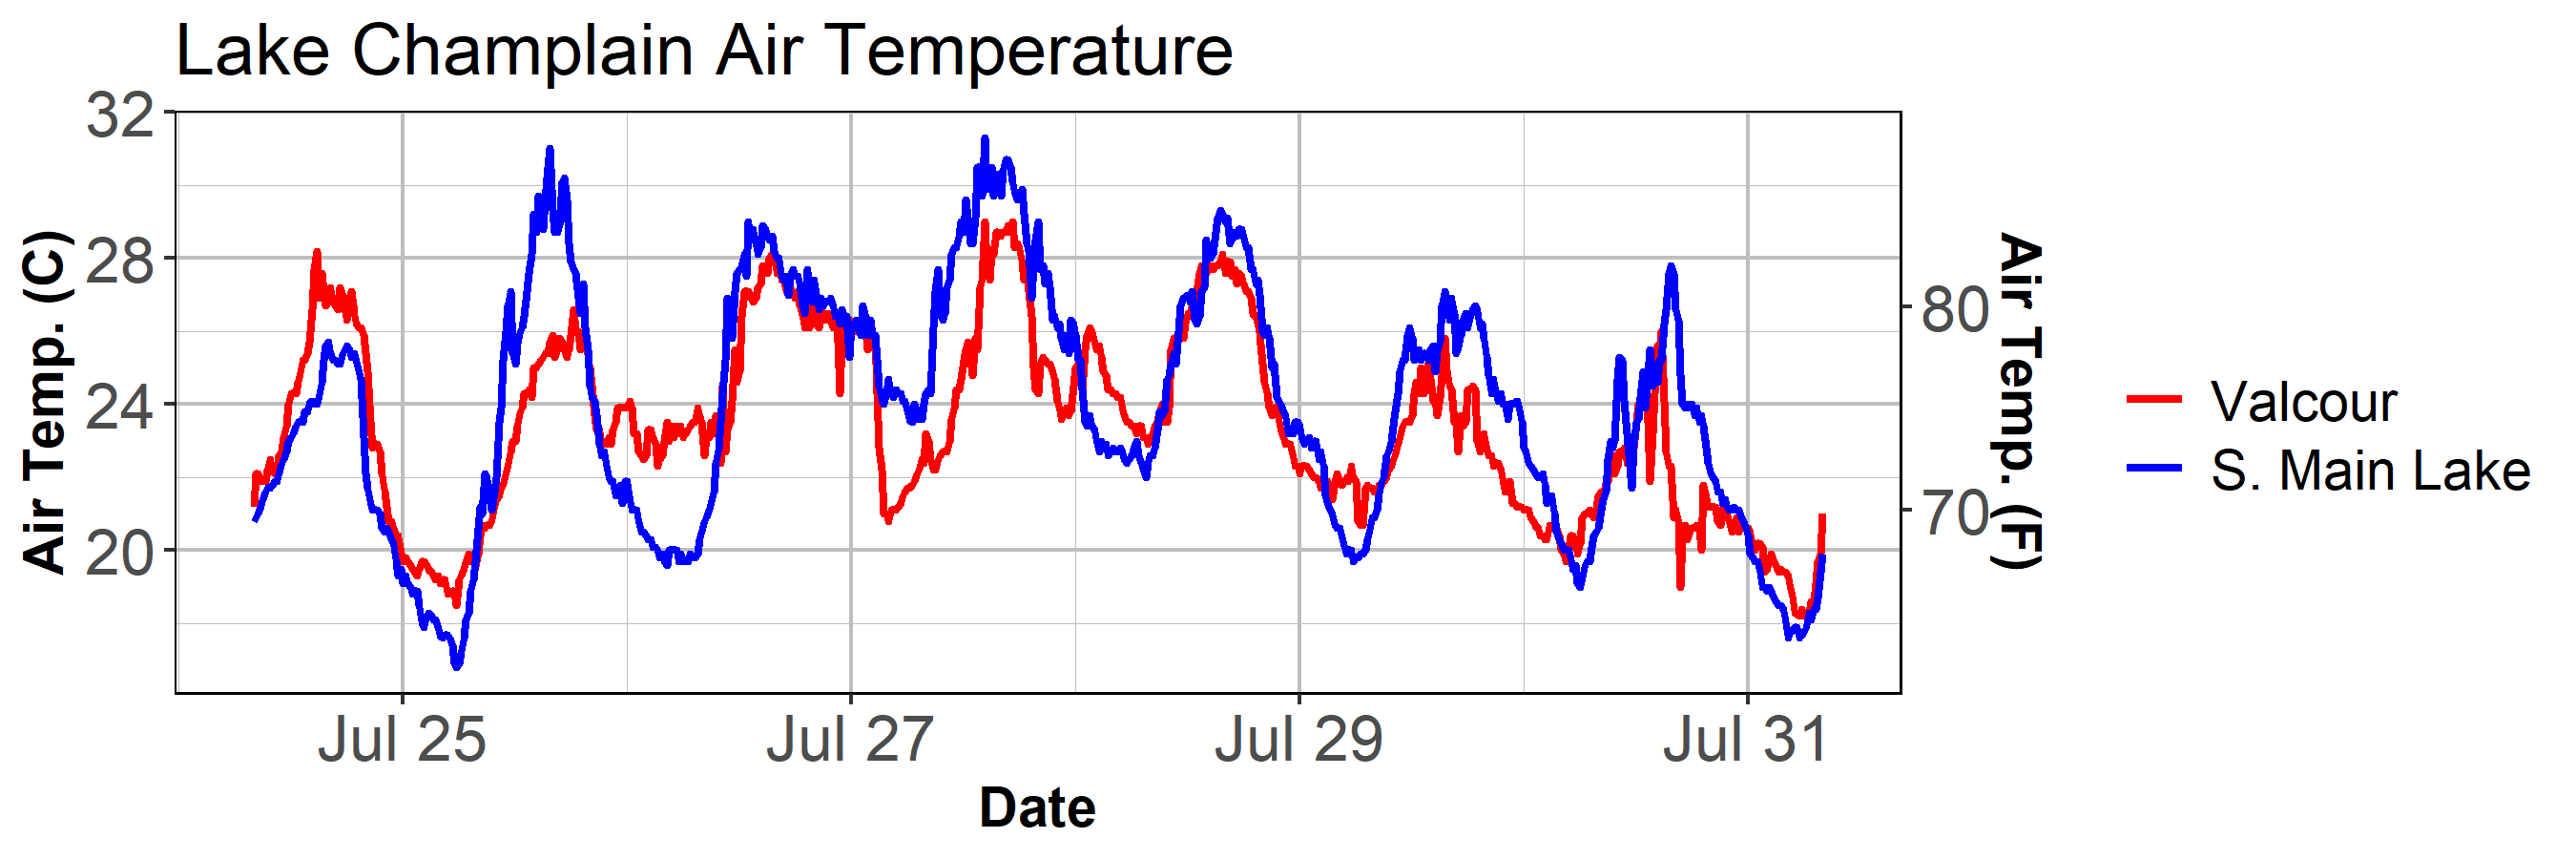 Lake Champlain Air Temperature
32
28
24
20
Air Temp. (C)
80
70
Air Temp. (F)
Jul 25 Jul 27 Jul 29 Jul 31
Date
Valcour
S. Main Lake